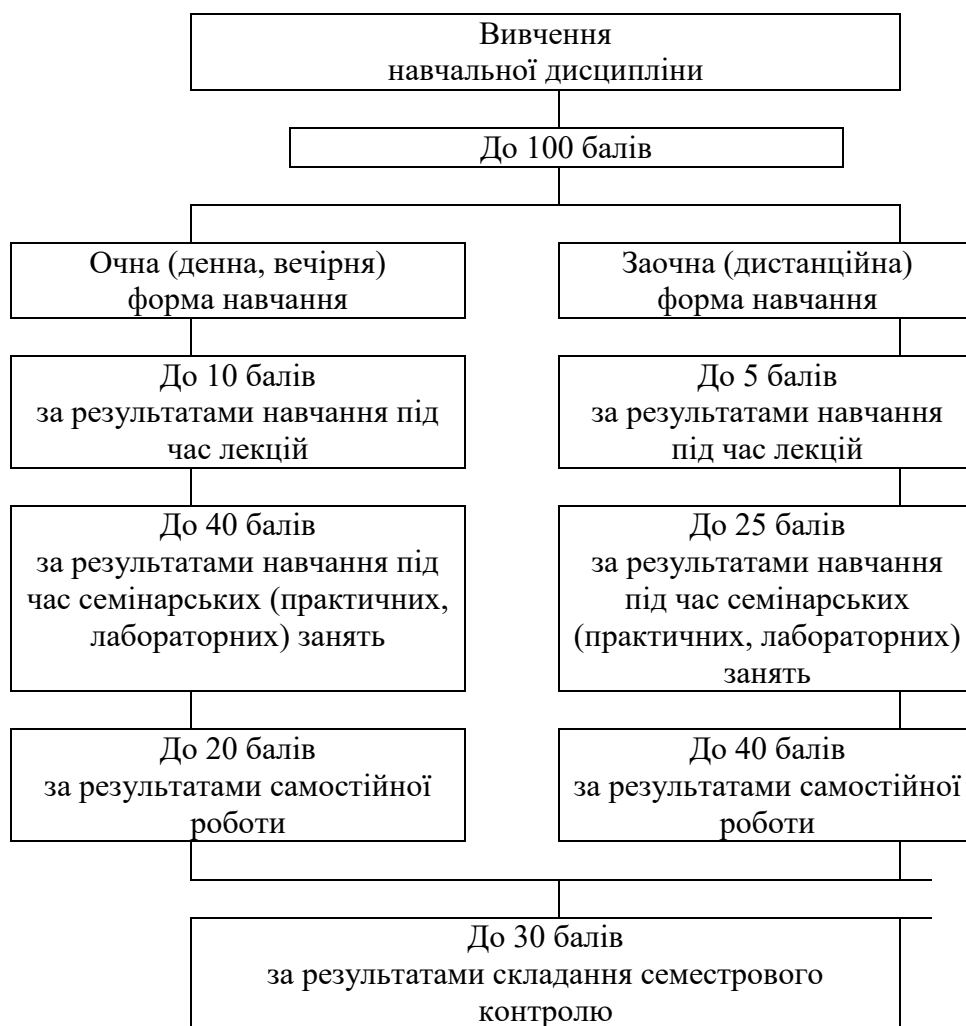 Вивчення
навчальної дисципліни
До 100 балів
Очна (денна, вечірня)
форма навчання
Заочна (дистанційна)
форма навчання
До 10 балів
за результатами навчання під
час лекцій
До 5 балів
за результатами навчання
під час лекцій
До 40 балів
за результатами навчання під
час семінарських (практичних,
лабораторних) занять
До 25 балів
за результатами навчання
під час семінарських
(практичних, лабораторних)
занять
До 20 балів
за результатами самостійної
роботи
До 40 балів
за результатами самостійної
роботи
До 30 балів
за результатами складання семестрового
контролю